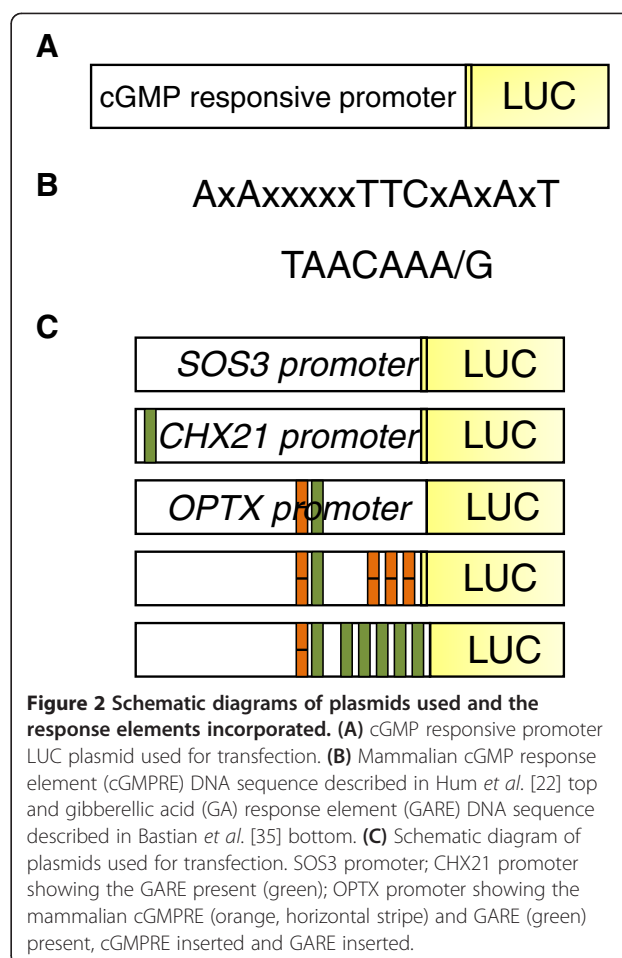 A
cGMP responsive promoter LUC
B
AxAxxxxxTTCxAxAxT
TAACAAA/G
C
SOS3 promoter LUC
CHX21 promoter LUC
OPTX promoter LUC
LUC
LUC
Figure 2 Schematic diagrams of plasmids used and the
response elements incorporated. (A) cGMP responsive promoter
LUC plasmid used for transfection. (B) Mammalian cGMP response
element (cGMPRE) DNA sequence described in Hum et al. [22] top
and gibberellic acid (GA) response element (GARE) DNA sequence
described in Bastian et al. [35] bottom. (C) Schematic diagram of
plasmids used for transfection. SOS3 promoter; CHX21 promoter
showing the GARE present (green); OPTX promoter showing the
mammalian cGMPRE (orange, horizontal stripe) and GARE (green)
present, cGMPRE inserted and GARE inserted.